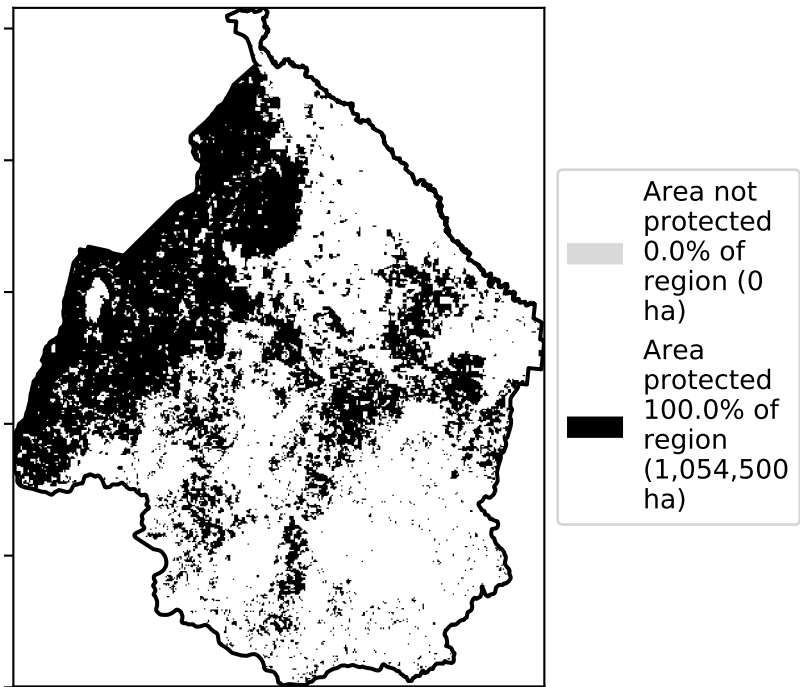 Area not
protected
0.0% of
region (0
ha)
Area
protected
100.0% of
region
(1,054,500
ha)